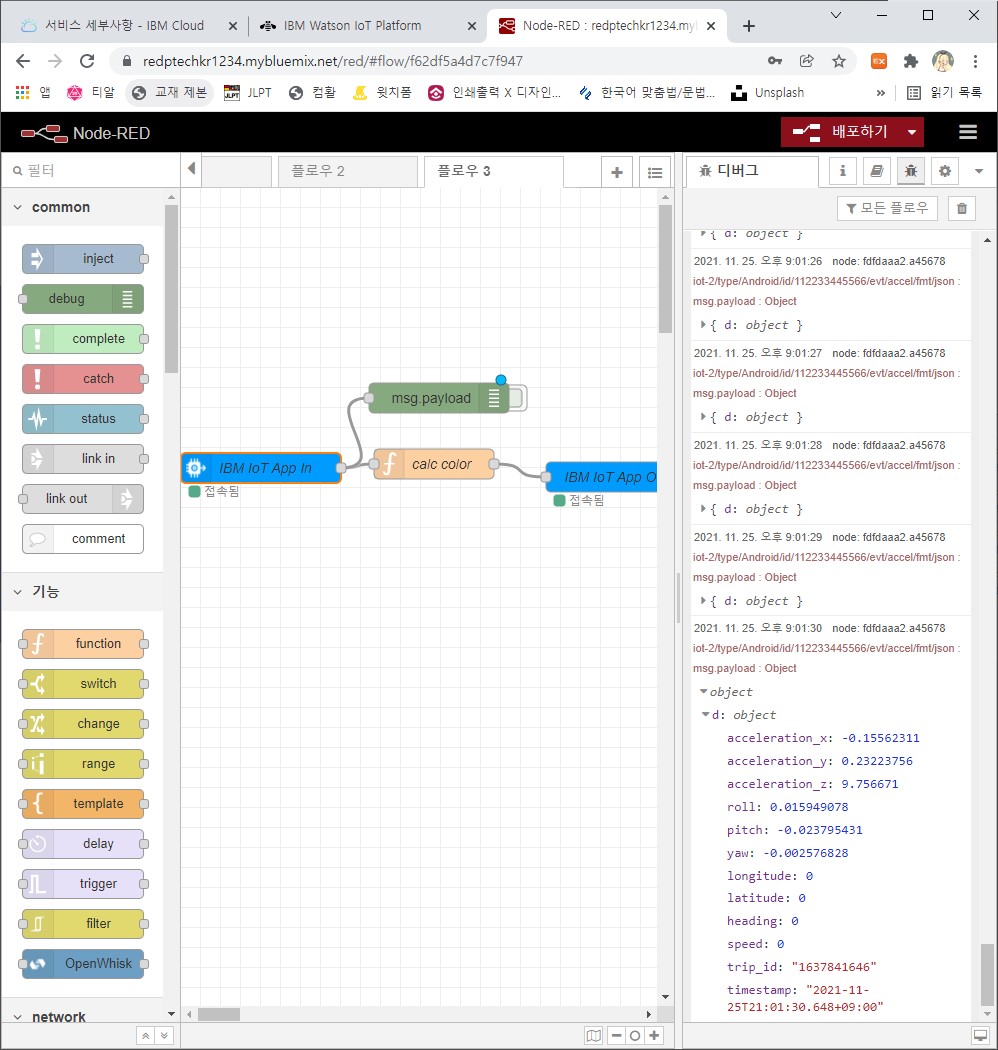 서비스 세부사항 - IBM Cloud
IBM Watson IoT Platform
Node-RED : redptechkr1234.my
redptechkr1234.mybluemix.net/red/#flow/f62df5a4d7c7f947
EX
앱
티알
교재 제본
JLPT
JLPT
컴활
윗치폼
인쇄출력 X 디자인...
한국어 맞춤법/문법...
Unsplash
»
읽기 목록
Node-RED
배포하기
필터
플로우 2
플로우 3
디버그
모든 플로우
common
inject
debug
complete
catch
status
link in
link out
comment
기능
function
switch
change
range
template
delay
trigger
filter
OpenWhisk
network
msg.payload
IBM IoT App In
접속됨
calc color
IBM IoT App O
접속됨
{ d: object }
2021. 11. 25. 오후 9:01:26 node: fdfdaaa2.a45678
iot-2/type/Android/id/112233445566/evt/accel/fmt/json :
msg.payload : Object
{ d: object }
2021. 11. 25. 오후 9:01:27 node: fdfdaaa2.a45678
iot-2/type/Android/id/112233445566/evt/accel/fmt/json :
msg.payload : Object
{ d: object }
2021. 11. 25. 오후 9:01:28 node: fdfdaaa2.a45678
iot-2/type/Android/id/112233445566/evt/accel/fmt/json :
msg.payload : Object
{ d: object }
2021. 11. 25. 오후 9:01:29 node: fdfdaaa2.a45678
iot-2/type/Android/id/112233445566/evt/accel/fmt/json :
msg.payload : Object
{ d: object }
2021. 11. 25. 오후 9:01:30 node: fdfdaaa2.a45678
iot-2/type/Android/id/112233445566/evt/accel/fmt/json :
msg.payload : Object
object
d: object
acceleration_x: -0.15562311
acceleration_y: 0.23223756
acceleration_z: 9.756671
roll: 0.015949078
pitch: -0.023795431
yaw: -0.002576828
longitude: 0
latitude: 0
heading: 0
speed: 0
trip_id: "1637841646"
timestamp: "2021-11-
25T21:01:30.648+09:00"